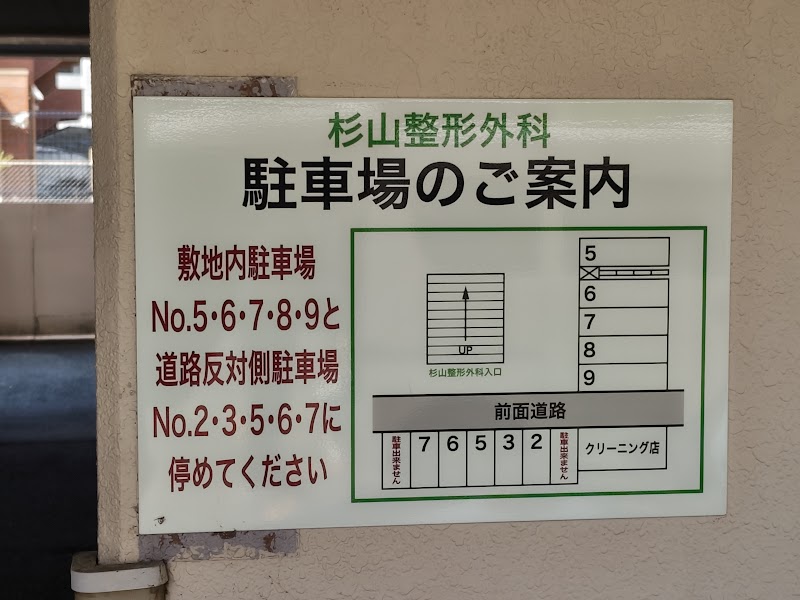 杉山整形外科
駐車場のご案内
敷地内駐車場
No.5・6・7・8・9と
道路反対側駐車場
No.2・3・5・6・7に
停めてください
5
6
7
8
9
UP
杉山整形外科入口
前面道路
駐車出来ません
7
6
5
3
2
駐車出来ません
クリーニング店